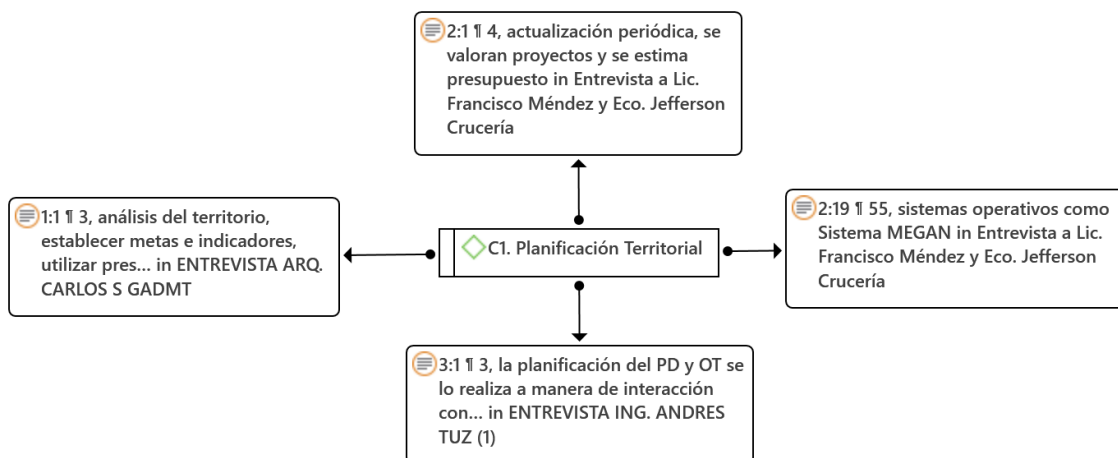 2:1 ¶ 4, actualización periódica, se
valoran proyectos y se estima
presupuesto in Entrevista a Lic.
Francisco Méndez y Eco. Jefferson
Crucería
1:1 ¶ 3, análisis del territorio,
establecer metas e indicadores,
utilizar pres... in ENTREVISTA ARQ.
CARLOS S GADMT
C1. Planificación Territorial
2:19 ¶ 55, sistemas operativos como
Sistema MEGAN in Entrevista a Lic.
Francisco Méndez y Eco. Jefferson
Crucería
3:1 ¶ 3, la planificación del PD y OT se
lo realiza a manera de interacción
con... in ENTREVISTA ING. ANDRES
TUZ (1)